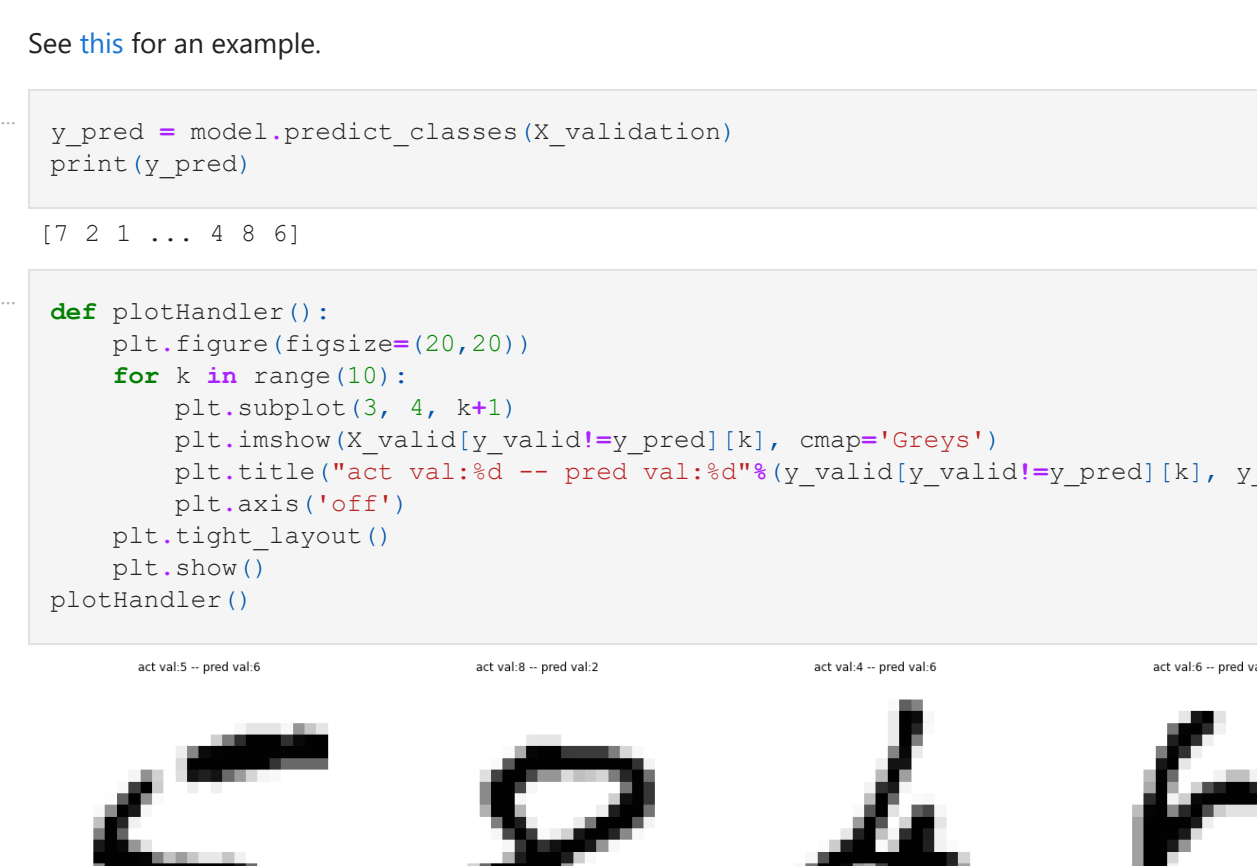 See this for an example.
...
y_pred = model.predict_classes(X_validation)
print(y_pred)
[7 2 1 ... 4 8 6]
...
def plotHandler():
    plt.figure(figsize=(20,20))
    for k in range(10):
        plt.subplot(3, 4, k+1)
        plt.imshow(X_valid[y_valid!=y_pred][k], cmap='Greys')
        plt.title("act val:%d -- pred val:%d"%(y_valid[y_valid!=y_pred][k], y_
        plt.axis('off')
    plt.tight_layout()
    plt.show()
plotHandler()
act val:5 -- pred val:6 act val:8 -- pred val:2 act val:4 -- pred val:6 act val:6 -- pred va